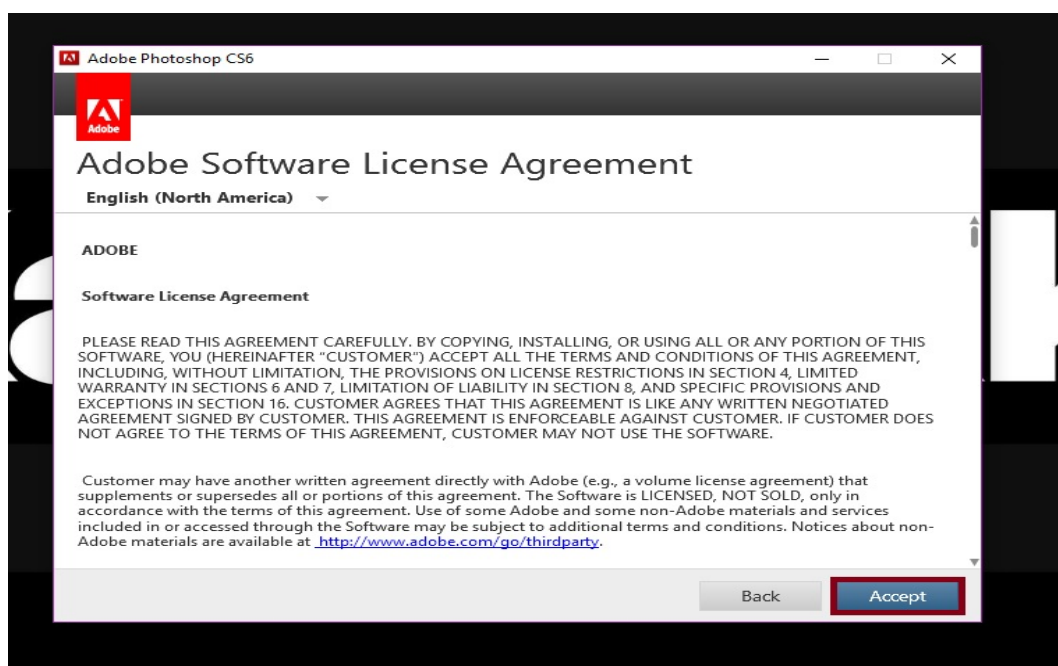 Adobe Photoshop CS6
Adobe
Adobe Software License Agreement
English (North America)
ADOBE
Software License Agreement
PLEASE READ THIS AGREEMENT CAREFULLY. BY COPYING, INSTALLING, OR USING ALL OR ANY PORTION OF THIS
SOFTWARE, YOU (HEREINAFTER “CUSTOMER”) ACCEPT ALL THE TERMS AND CONDITIONS OF THIS AGREEMENT,
INCLUDING, WITHOUT LIMITATION, THE PROVISIONS ON LICENSE RESTRICTIONS IN SECTION 4, LIMITED
WARRANTY IN SECTIONS 6 AND 7, LIMITATION OF LIABILITY IN SECTION 8, AND SPECIFIC PROVISIONS AND
EXCEPTIONS IN SECTION 16. CUSTOMER AGREES THAT THIS AGREEMENT IS LIKE ANY WRITTEN NEGOTIATED
AGREEMENT SIGNED BY CUSTOMER. THIS AGREEMENT IS ENFORCEABLE AGAINST CUSTOMER. IF CUSTOMER DOES
NOT AGREE TO THE TERMS OF THIS AGREEMENT, CUSTOMER MAY NOT USE THE SOFTWARE.
Customer may have another written agreement directly with Adobe (e.g., a volume license agreement) that
supplements or supersedes all or portions of this agreement. The Software is LICENSED, NOT SOLD, only in
accordance with the terms of this agreement. Use of some Adobe and some non-Adobe materials and services
included in or accessed through the Software may be subject to additional terms and conditions. Notices about non-
Adobe materials are available at http://www.adobe.com/go/thirdparty.
Back Accept